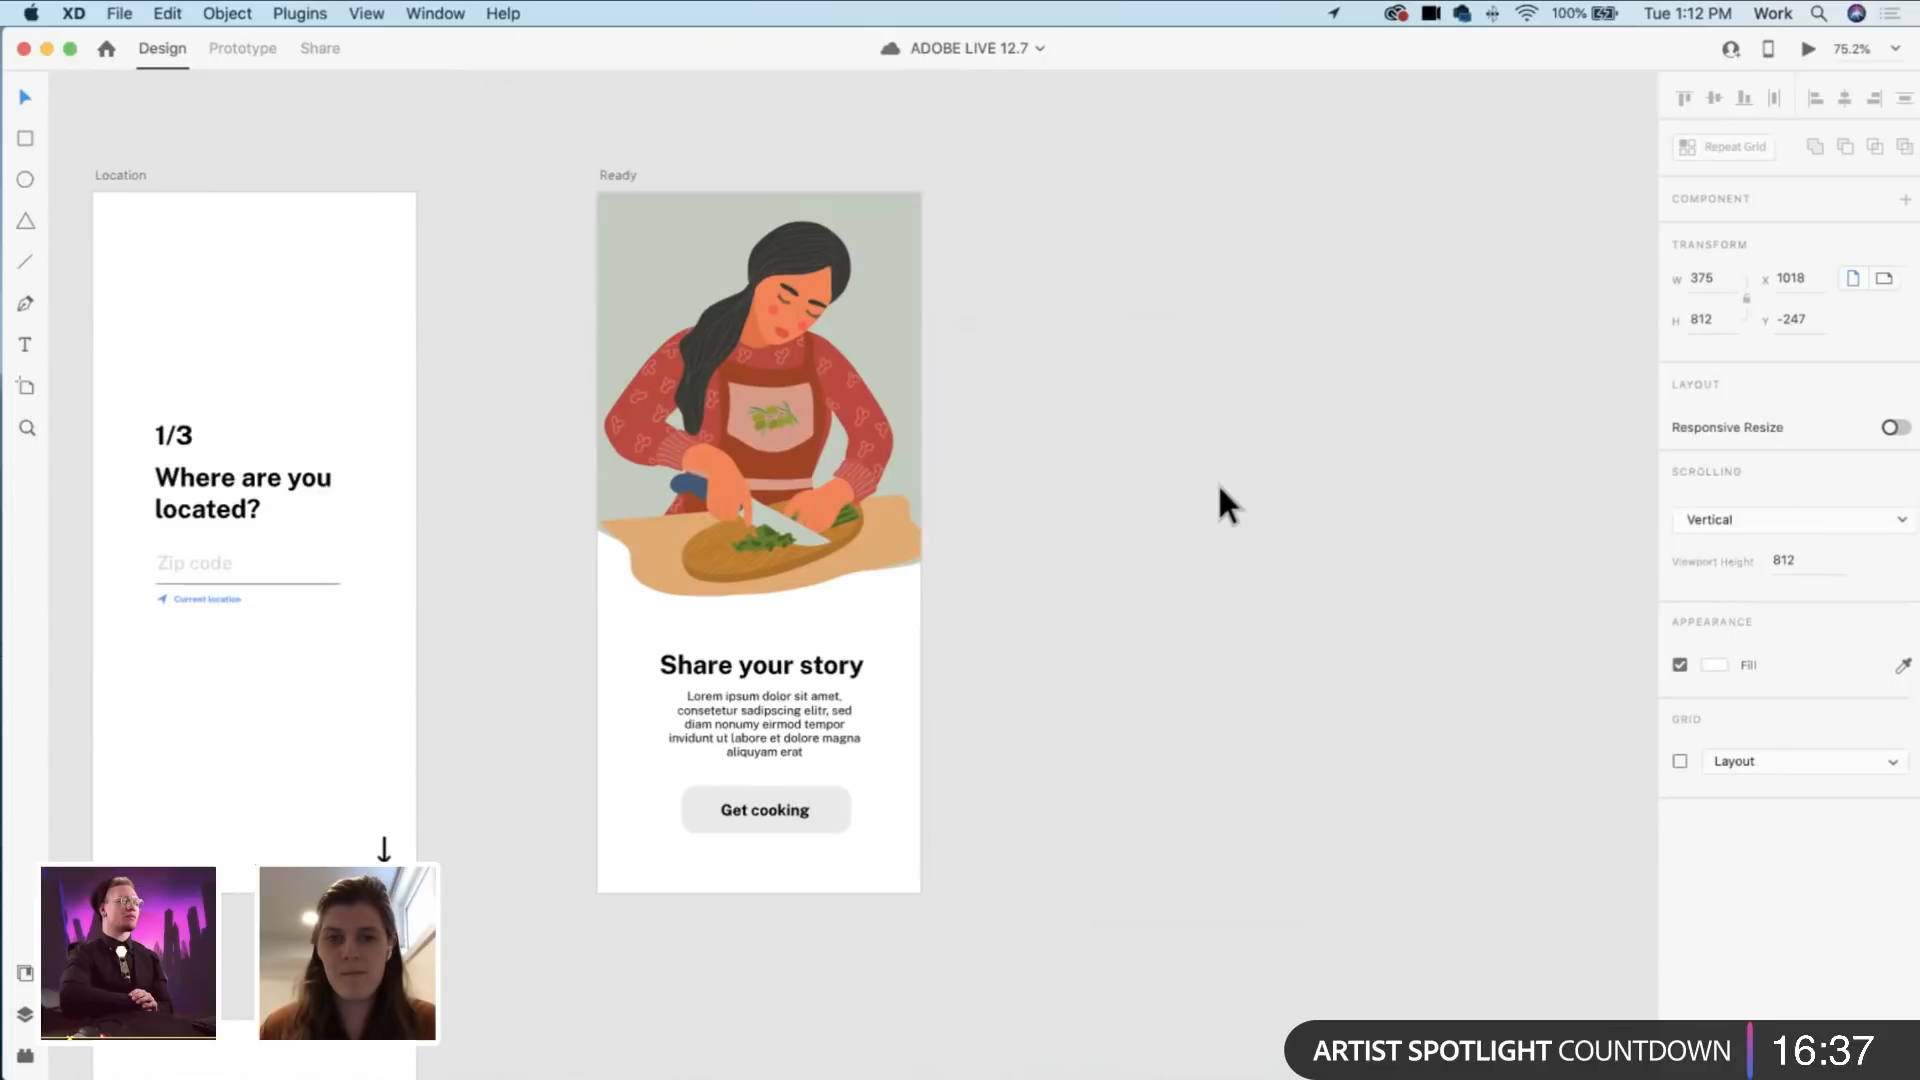 XD File Edit Object Plugins View Window Help
100% Tue 1:12 PM Work
Design Prototype Share
ADOBE LIVE 12.7
75.2%
Repeat Grid
COMPONENT
TRANSFORM
W 375 X 1018
H 812 Y -247
LAYOUT
Responsive Resize
SCROLLING
Vertical
Viewport Height 812
APPEARANCE
Fill
GRID
Layout
Location
1/3
Where are you
located?
Zip code
Current location
Ready
Share your story
Lorem ipsum dolor sit amet,
consetetur sadipscing elitr, sed
diam nonumy eirmod tempor
invidunt ut labore et dolore magna
aliquyam erat
Get cooking
ARTIST SPOTLIGHT COUNTDOWN 16:37